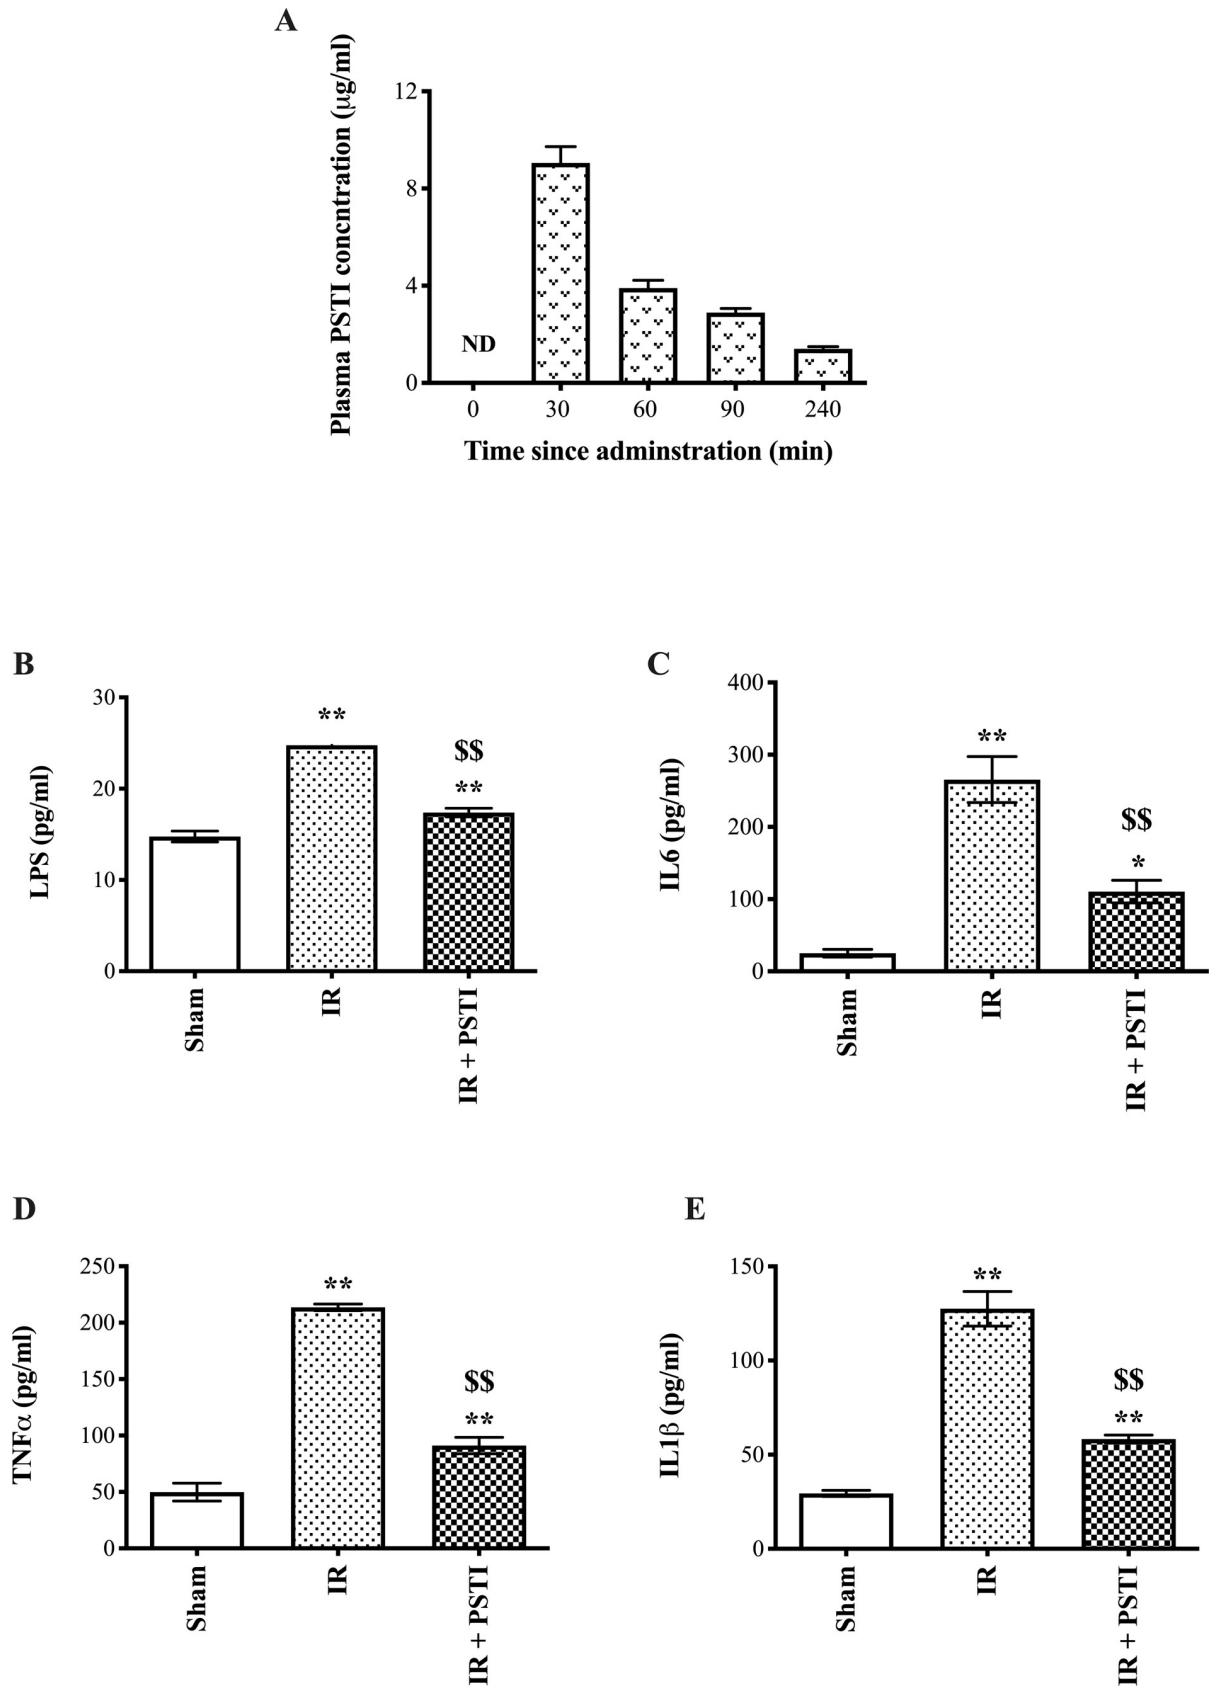 A
Plasma PSTI concntration (µg/ml)
12
8
4
0
ND
0 30 60 90 240
Time since adminstration (min)
B
LPS (pg/ml)
30
20
10
0
**
$$
**
Sham
IR
IR + PSTI
C
IL6 (pg/ml)
400
300
200
100
0
**
$$
*
Sham
IR
IR + PSTI
D
TNFα (pg/ml)
250
200
150
100
50
0
**
$$
**
Sham
IR
IR + PSTI
E
IL1β (pg/ml)
150
100
50
0
**
$$
**
Sham
IR
IR + PSTI